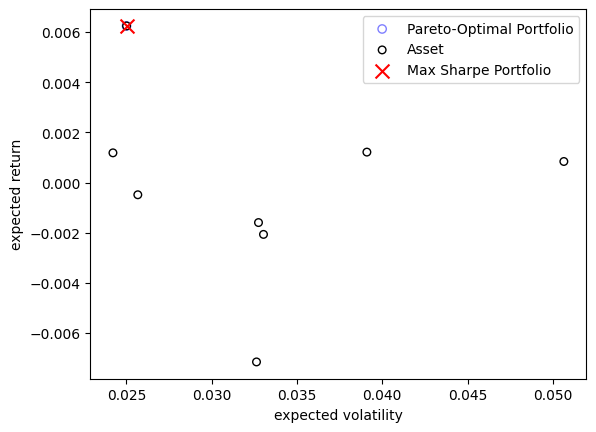 Pareto-Optimal Portfolio
Asset
Max Sharpe Portfolio
0.006
0.004
0.002
0.000
−0.002
−0.004
−0.006
expected return
0.025
0.030
0.035
0.040
0.045
0.050
expected volatility